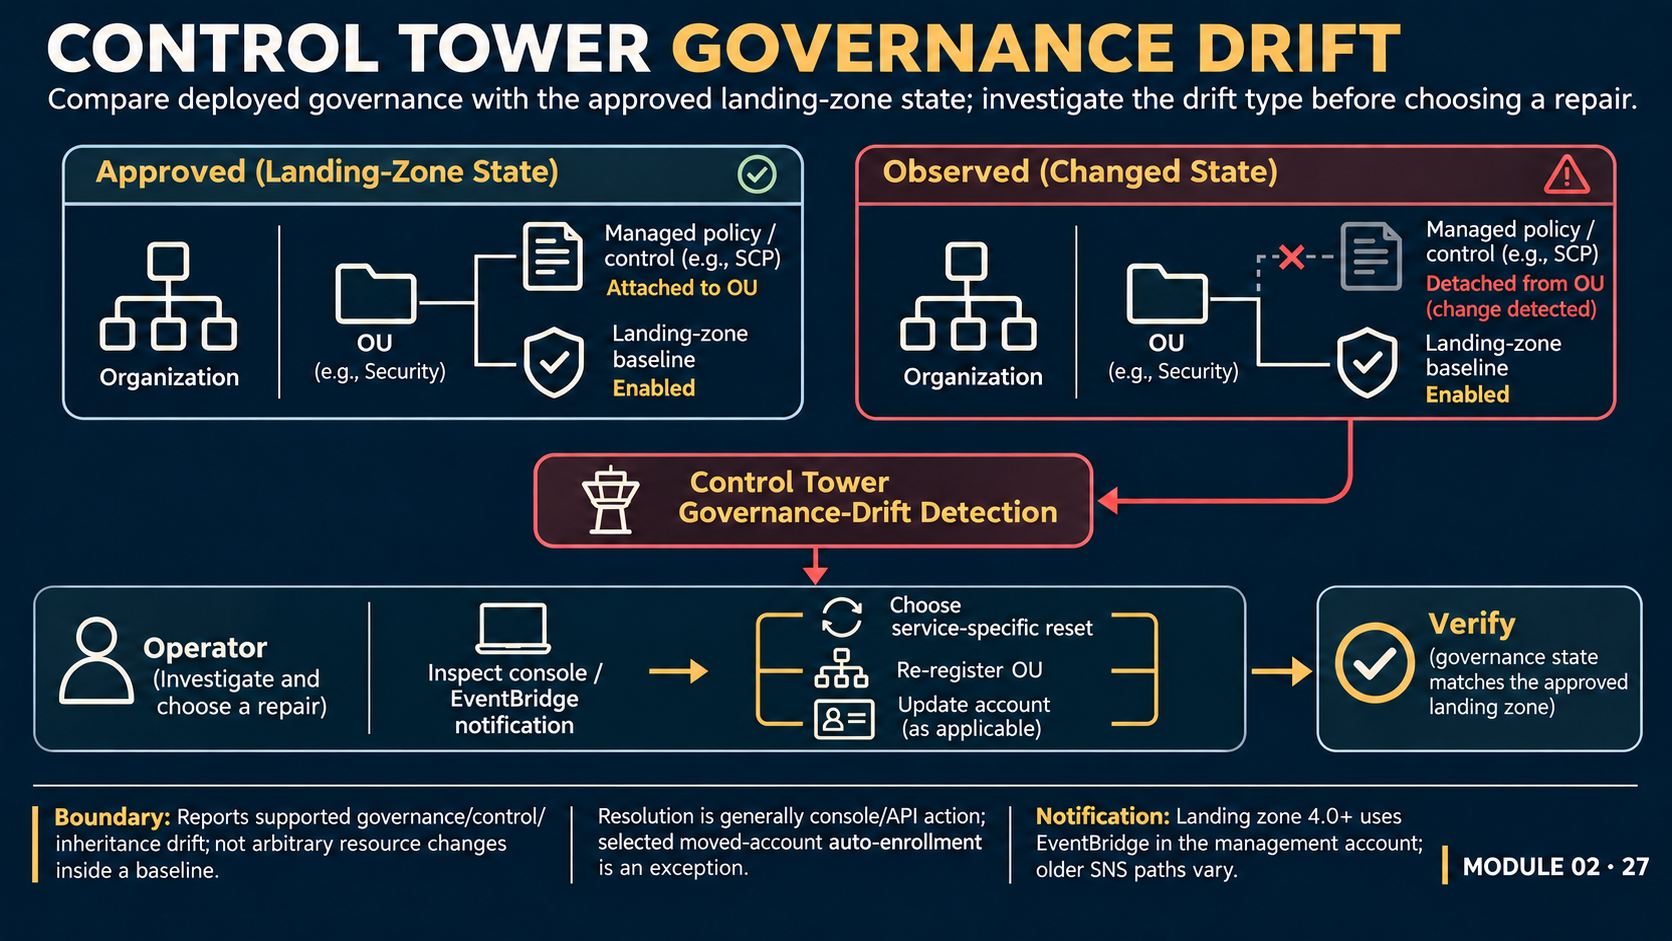 CONTROL TOWER GOVERNANCE DRIFT
Compare deployed governance with the approved landing-zone state; investigate the drift type before choosing a repair.
Approved (Landing-Zone State)
Organization
OU
(e.g., Security)
Managed policy /
control (e.g., SCP)
Attached to OU
Landing-zone
baseline
Enabled
Observed (Changed State)
Organization
OU
(e.g., Security)
Managed policy /
control (e.g., SCP)
Detached from OU
(change detected)
Landing-zone
baseline
Enabled
Control Tower
Governance-Drift Detection
Operator
(Investigate and
choose a repair)
Inspect console /
EventBridge
notification
Choose
service-specific reset
Re-register OU
Update account
(as applicable)
Verify
(governance state
matches the approved
landing zone)
Boundary: Reports supported governance/control/
inheritance drift; not arbitrary resource changes
inside a baseline.
Resolution is generally console/API action;
selected moved-account auto-enrollment
is an exception.
Notification: Landing zone 4.0+ uses
EventBridge in the management account;
older SNS paths vary.
MODULE 02 · 27